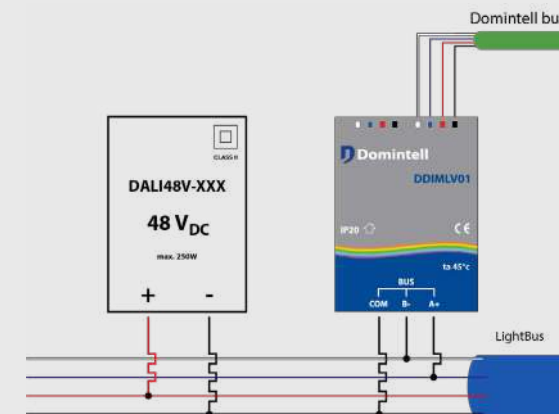 Domintell bu
CLASS II
DALI48V-XXX
48 VDC
max. 250W
+ -
Domintell
DDIMLV01
IP20 CE
ta 45°c
BUS
COM B- A+
LightBus